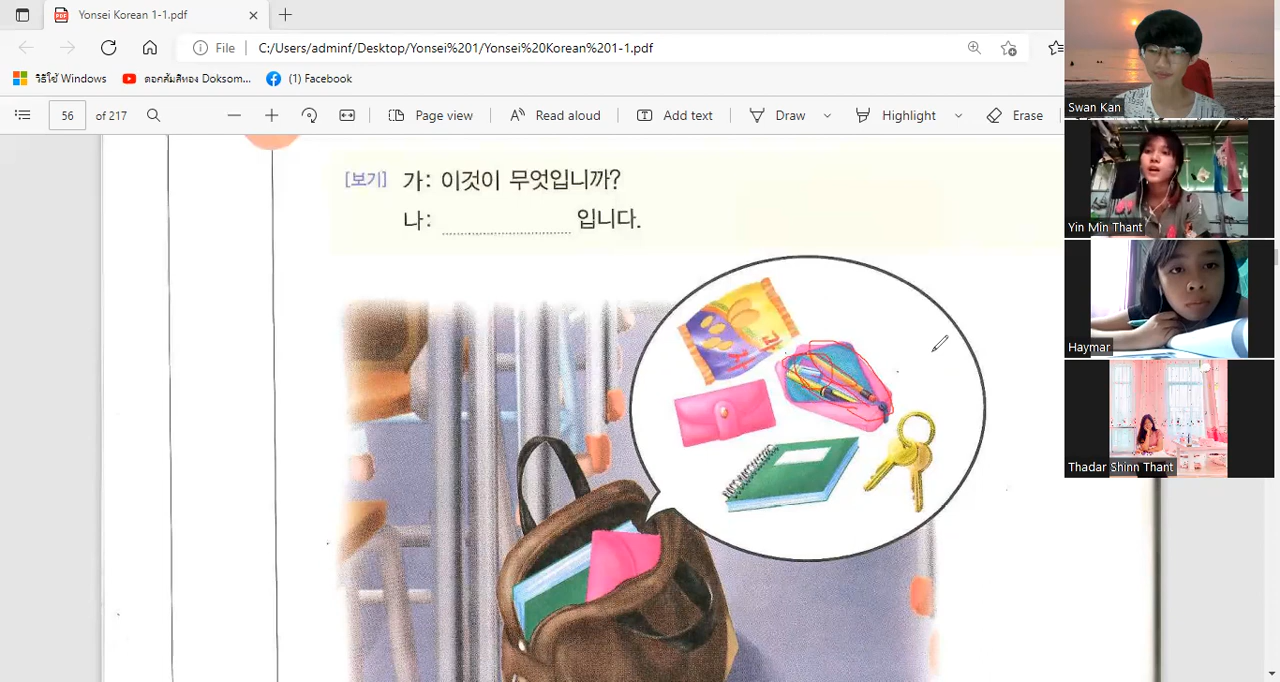 Yonsei Korean 1-1.pdf
File
C:/Users/adminf/Desktop/Yonsei%201/Yonsei%20Korean%201-1.pdf
วิธีใช้ Windows
ดอกส้มสีทอง Doksom...
(1) Facebook
56 of 217
Page view
Read aloud
Add text
Draw
Highlight
Erase
[보기] 가: 이것이 무엇입니까?
나: 입니다.
Swan Kan
Yin Min Thant
Haymar
Thadar Shinn Thant